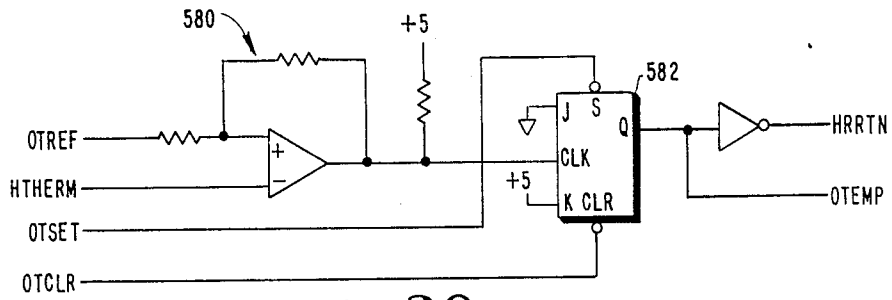 580
+5
582
J
S
Q
OTREF
+
HRRTN
CLK
HTHERM
-
+5
OTEMP
K CLR
OTSET
OTCLR